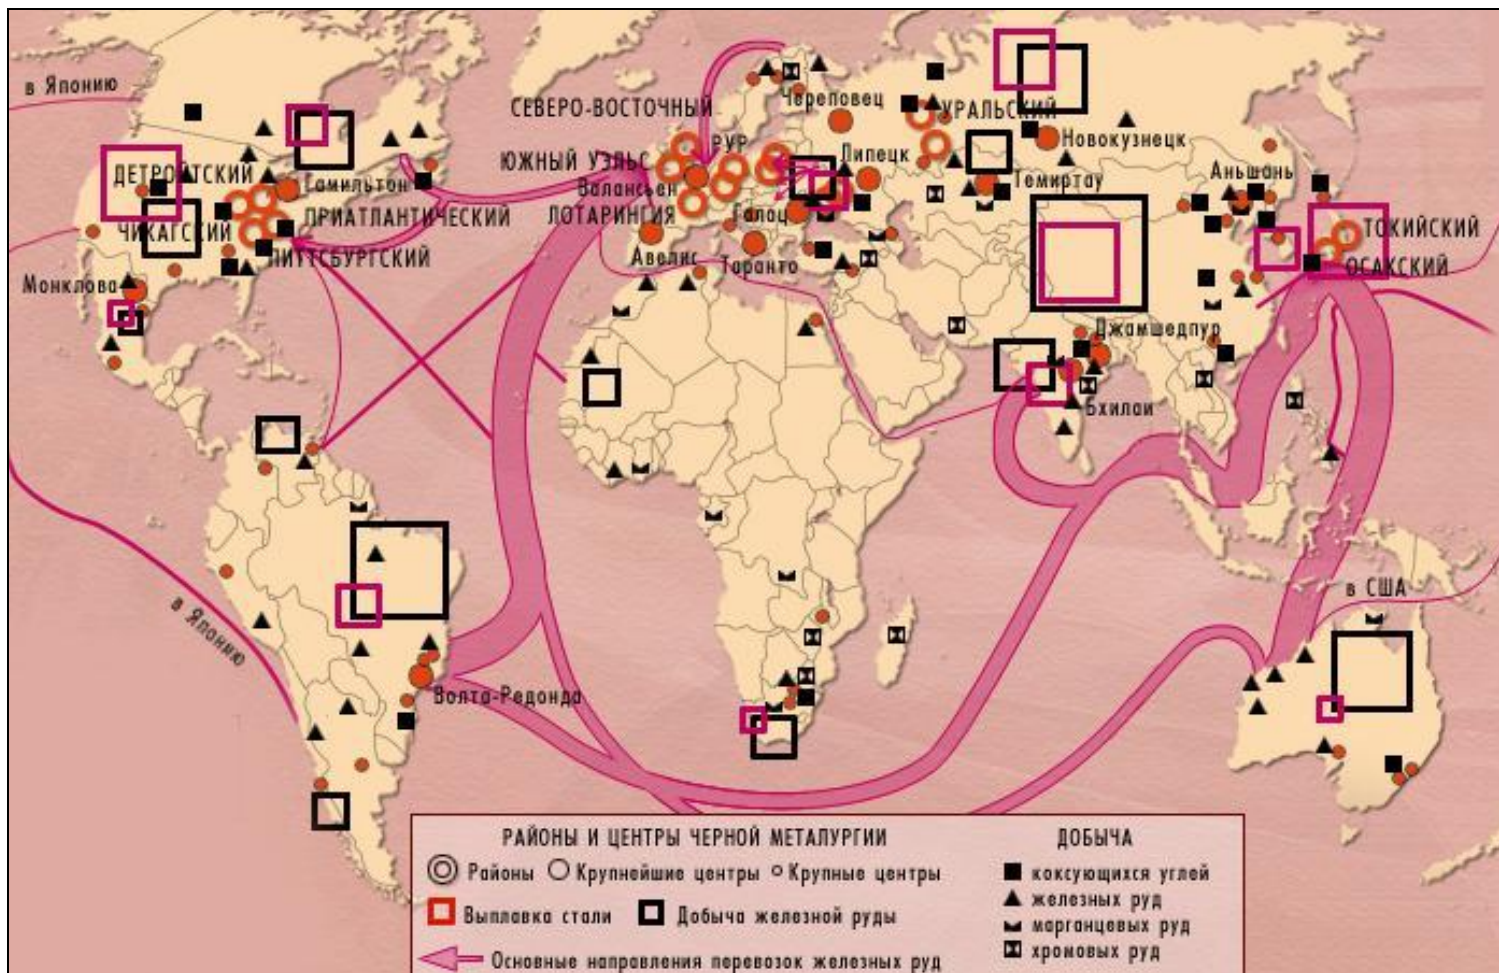 в Японию
СЕВЕРО-ВОСТОЧНЫЙ
Череповец
УРАЛЬСКИЙ
Новокузнецк
РУР
ЮЖНЫЙ УЭЛЬС
Липецк
ДЕТРОЙТСКИЙ
Гамильтон
Валансьен
Темиртау
Аньшань
ПРИАТЛАНТИЧЕСКИЙ
ЛОТАРИНГИЯ
Галац
ЧИКАГСКИЙ
ТОКИЙСКИЙ
ПИТТСБУРГСКИЙ
Авелис
Таранто
ОСАКСКИЙ
Монклова
Джамшедпур
Бхилаи
в США
в Японию
Волта-Редонда
РАЙОНЫ И ЦЕНТРЫ ЧЕРНОЙ МЕТАЛУРГИИ
Районы Крупнейшие центры Крупные центры
Выплавка стали Добыча железной руды
Основные направления перевозок железных руд
ДОБЫЧА
коксующихся углей
железных руд
марганцевых руд
хромовых руд